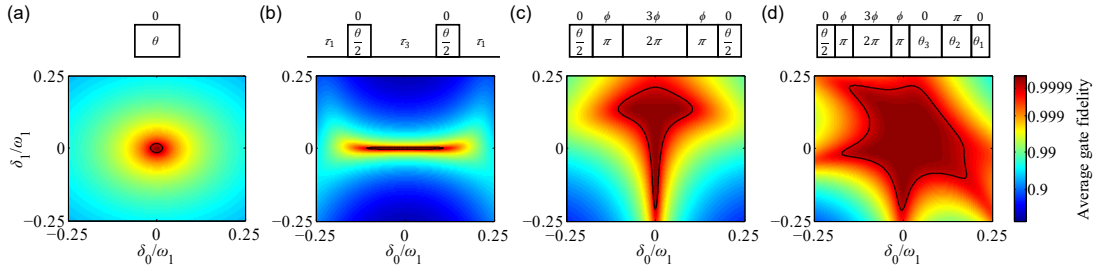 (a)
0
θ
(b)
0 0
τ₁ θ/2 τ₃ θ/2 τ₁
(c)
0 ϕ 3ϕ ϕ 0
θ/2 π 2π π θ/2
(d)
0 ϕ 3ϕ ϕ 0 π 0
θ/2 π 2π π θ₃ θ₂ θ₁
δ₁/ω₁
0.25
0
-0.25
-0.25 0 0.25
δ₀/ω₁
0.25
0
-0.25
-0.25 0 0.25
δ₀/ω₁
0.25
0
-0.25
-0.25 0 0.25
δ₀/ω₁
0.25
0
-0.25
-0.25 0 0.25
δ₀/ω₁
0.9999
0.999
0.99
0.9
Average gate fidelity